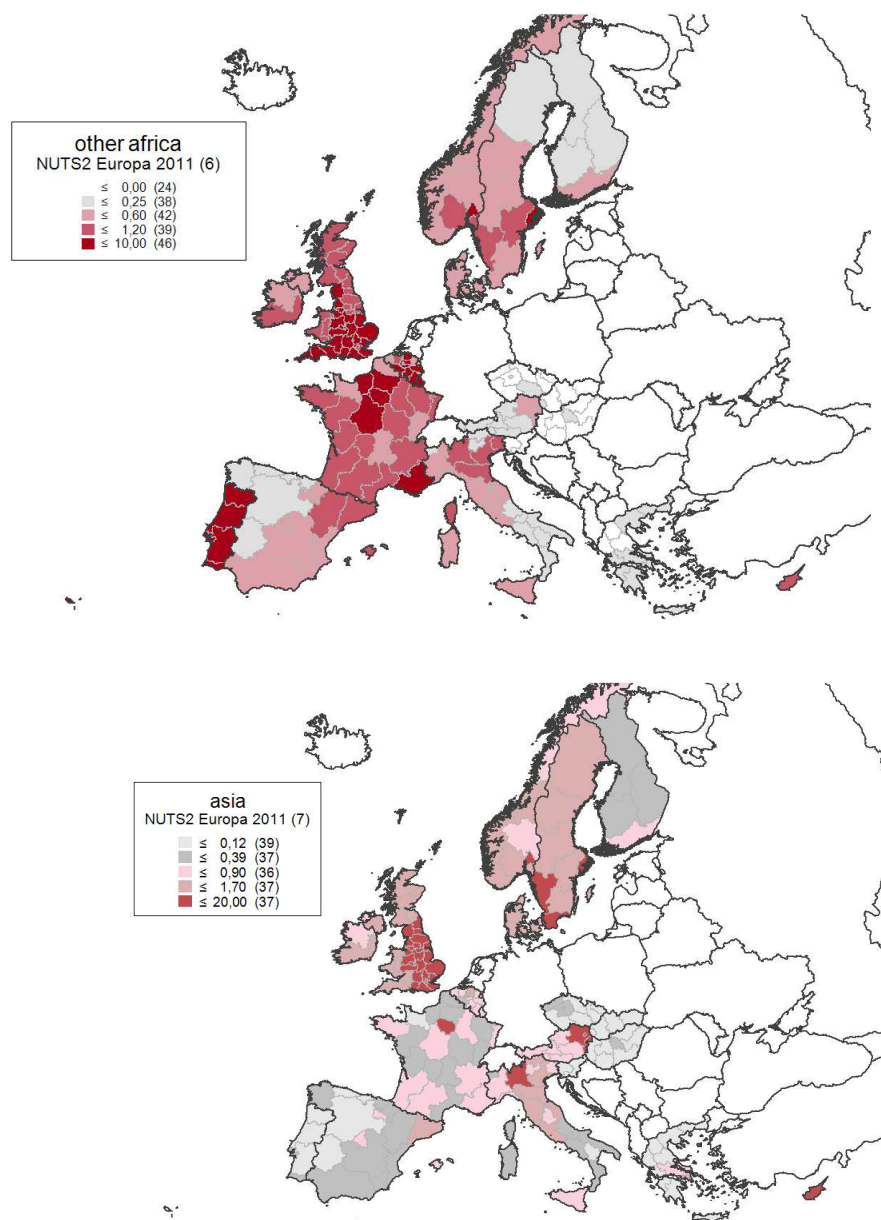 other africa
NUTS2 Europa 2011 (6)
≤ 0,00 (24)
≤ 0,25 (38)
≤ 0,60 (42)
≤ 1,20 (39)
≤ 10,00 (46)
asia
NUTS2 Europa 2011 (7)
≤ 0,12 (39)
≤ 0,39 (37)
≤ 0,90 (36)
≤ 1,70 (37)
≤ 20,00 (37)